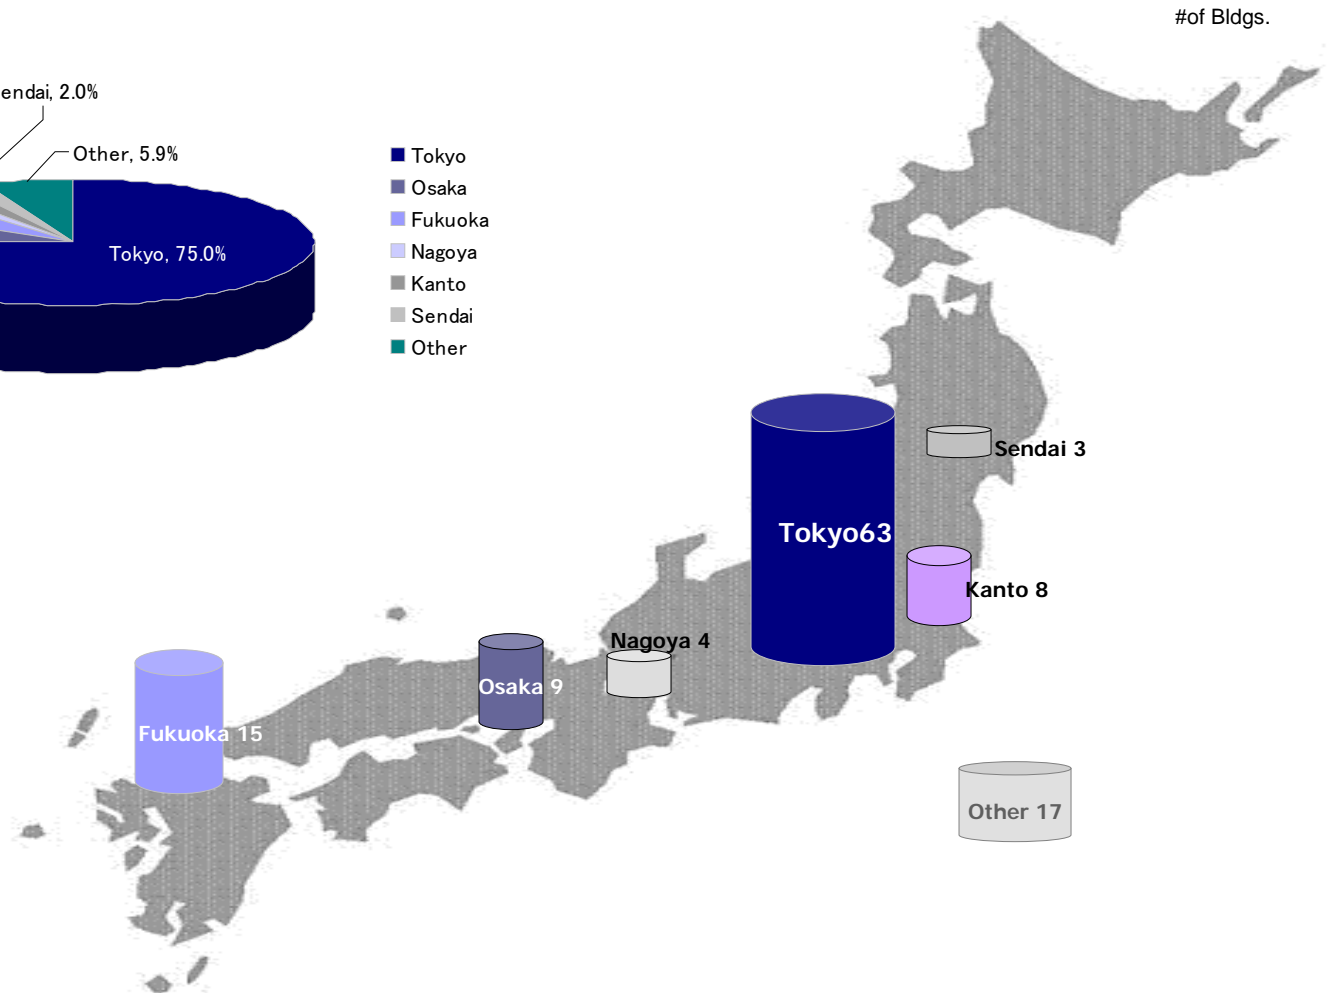 #of Bldgs.
endai, 2.0%
Other, 5.9%
Tokyo, 75.0%
Tokyo
Osaka
Fukuoka
Nagoya
Kanto
Sendai
Other
Sendai 3
Tokyo63
Kanto 8
Nagoya 4
Osaka 9
Fukuoka 15
Other 17